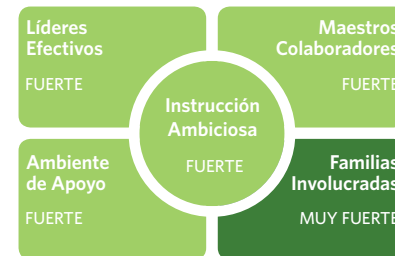 Líderes
Efectivos
FUERTE
Maestros
Colaboradores
FUERTE
Instrucción
Ambiciosa
FUERTE
Ambiente
de Apoyo
FUERTE
Familias
Involucradas
MUY FUERTE